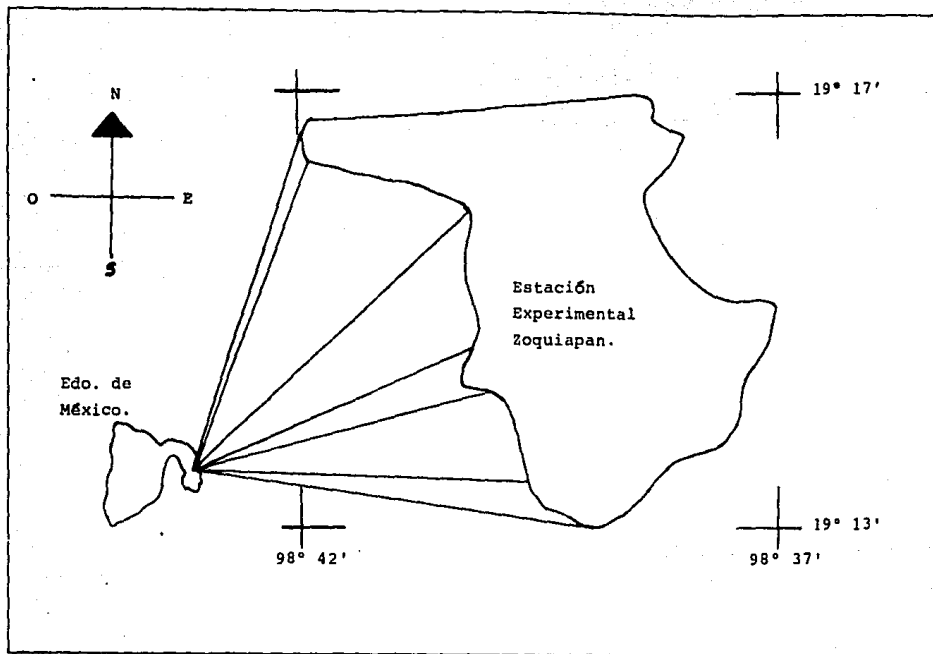 N
19° 17'
O
E
S
Estación
Experimental
Zoquiapan.
Edo. de
México.
19° 13'
98° 42'
98° 37'